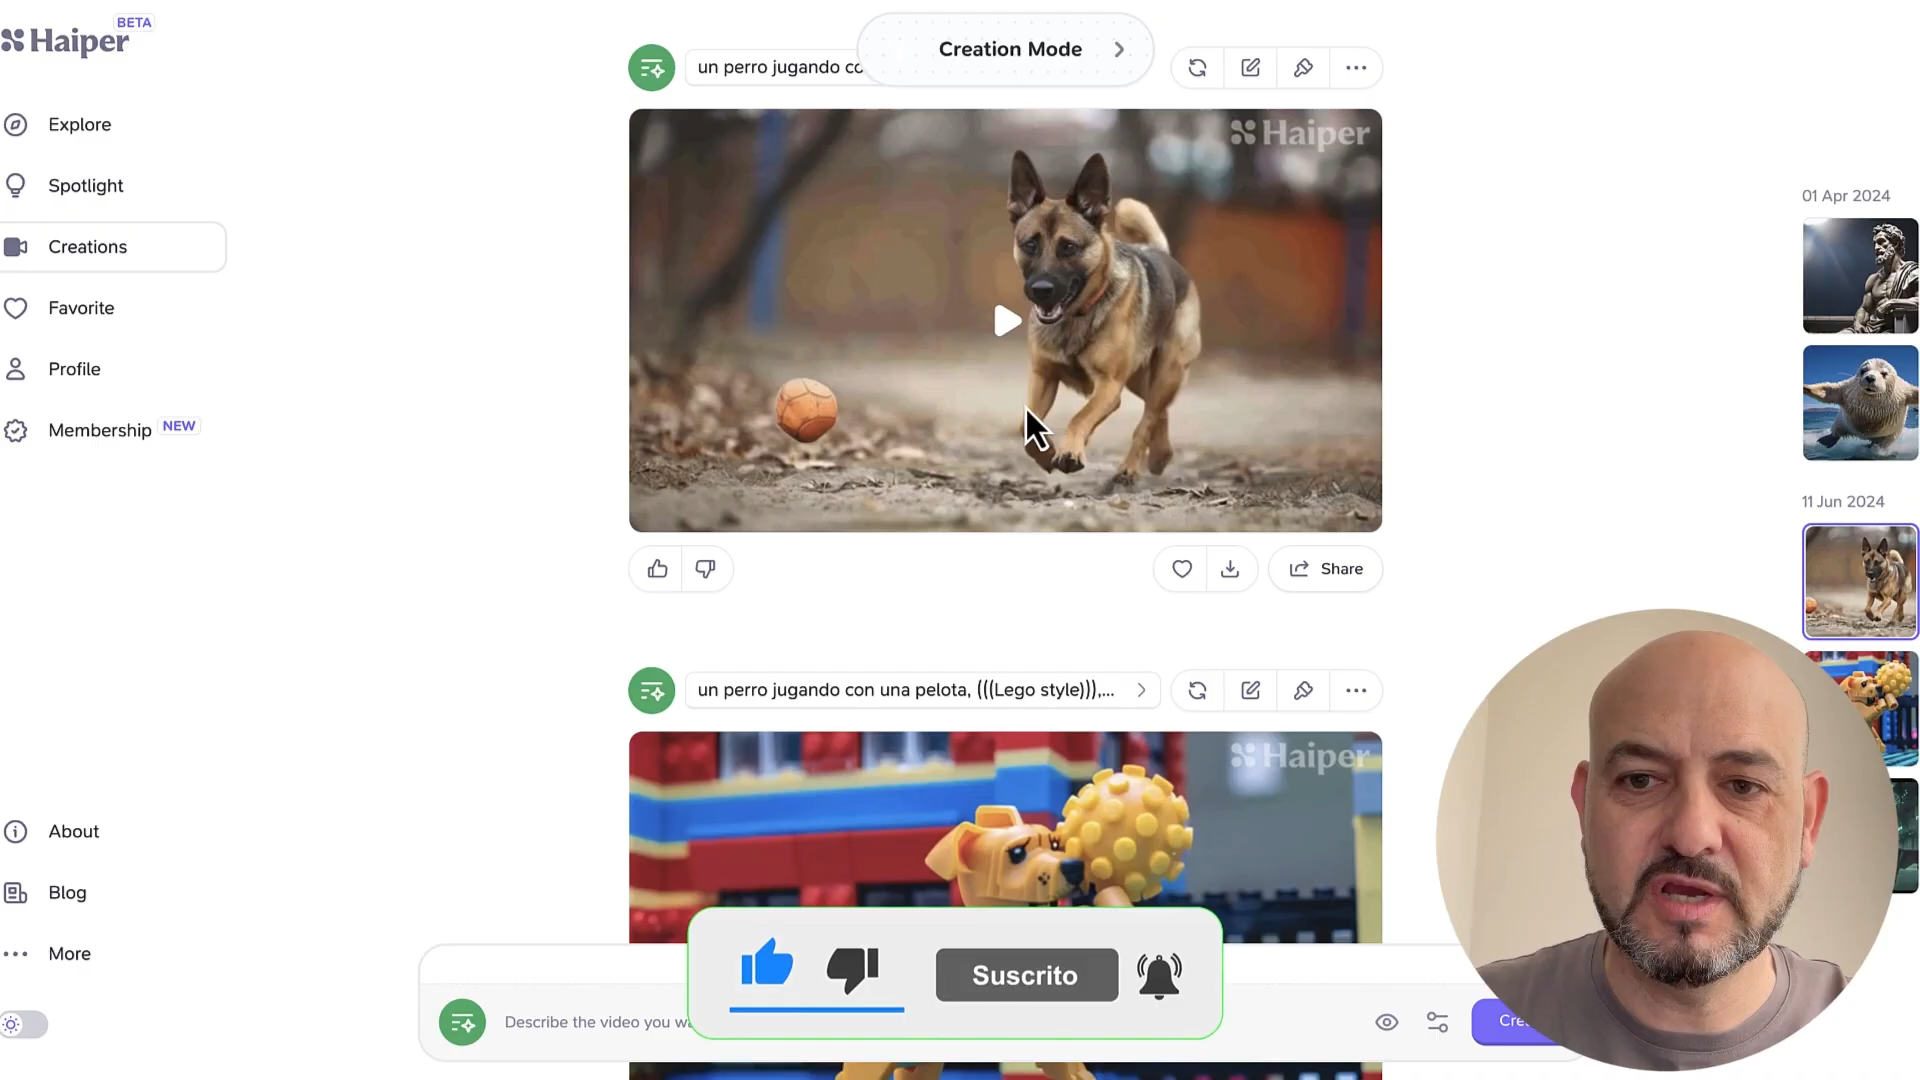 Haiper
BETA
Explore
Spotlight
Creations
Favorite
Profile
Membership NEW
About
Blog
More
Creation Mode
un perro jugando co
Haiper
Share
un perro jugando con una pelota, (((Lego style))),...
Haiper
Suscrito
Describe the video you
01 Apr 2024
11 Jun 2024